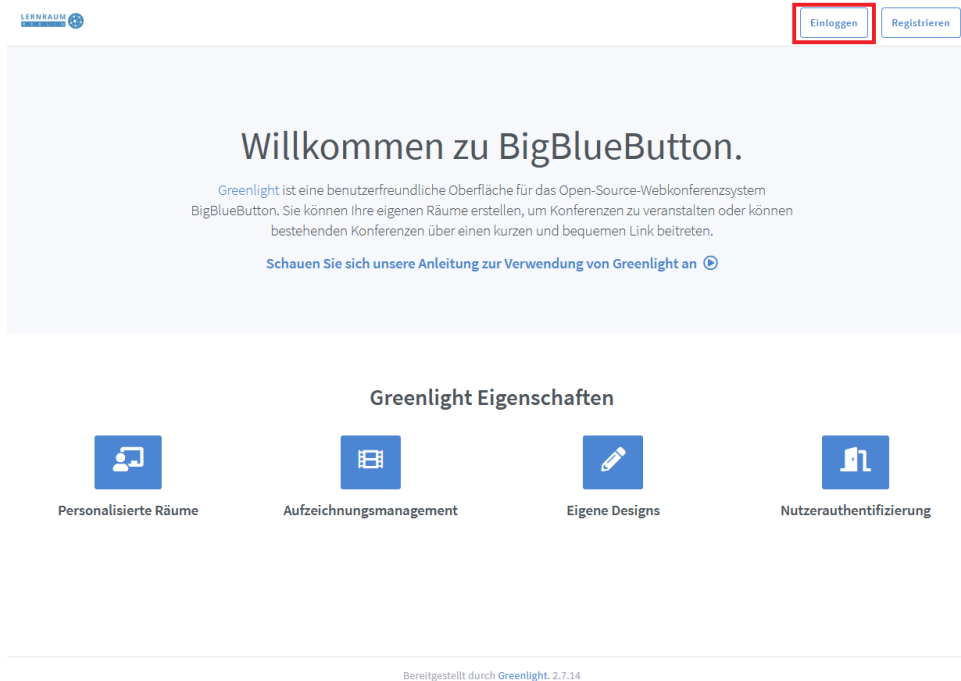 LERNRAUM
BERLIN
Einloggen
Registrieren
Willkommen zu BigBlueButton.
Greenlight ist eine benutzerfreundliche Oberfläche für das Open-Source-Webkonferenzsystem
BigBlueButton. Sie können Ihre eigenen Räume erstellen, um Konferenzen zu veranstalten oder können
bestehenden Konferenzen über einen kurzen und bequemen Link beitreten.
Schauen Sie sich unsere Anleitung zur Verwendung von Greenlight an
Greenlight Eigenschaften
Personalisierte Räume
Aufzeichnungsmanagement
Eigene Designs
Nutzerauthentifizierung
Bereitgestellt durch Greenlight. 2.7.14